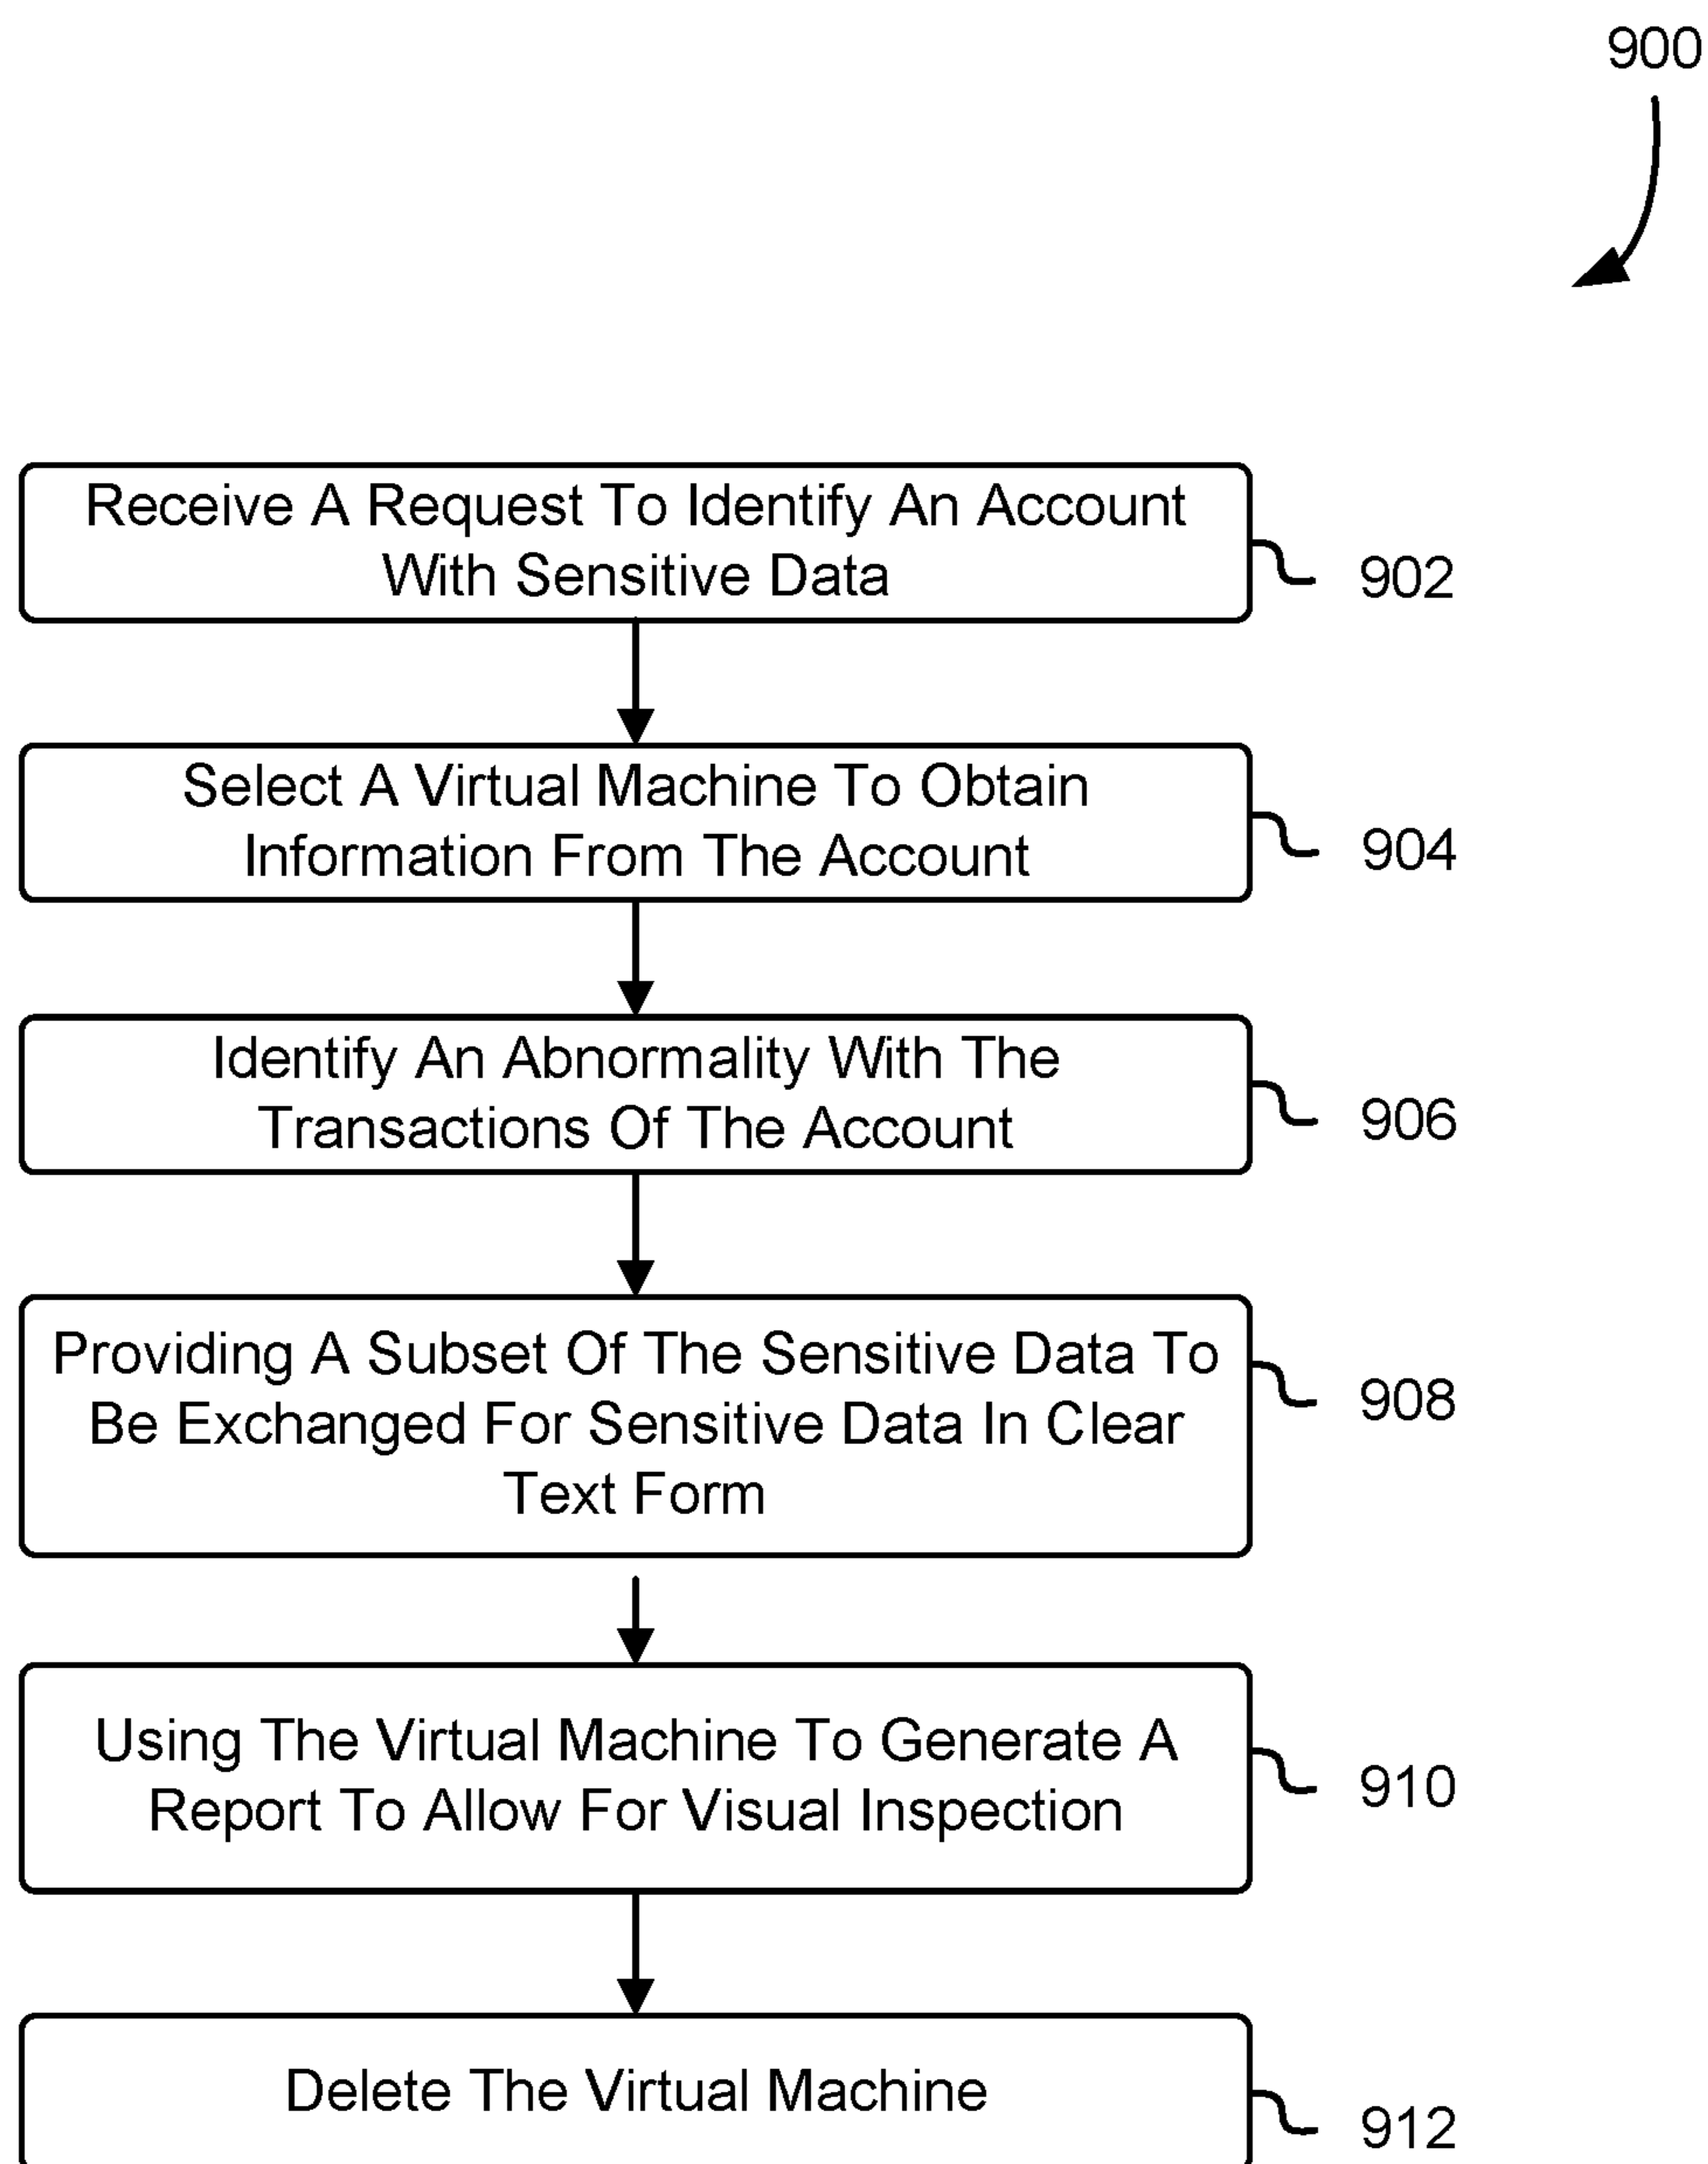 900
Receive A Request To Identify An Account
With Sensitive Data
902
Select A Virtual Machine To Obtain
Information From The Account
904
Identify An Abnormality With The
Transactions Of The Account
906
Providing A Subset Of The Sensitive Data To
Be Exchanged For Sensitive Data In Clear
Text Form
908
Using The Virtual Machine To Generate A
Report To Allow For Visual Inspection
910
Delete The Virtual Machine
912